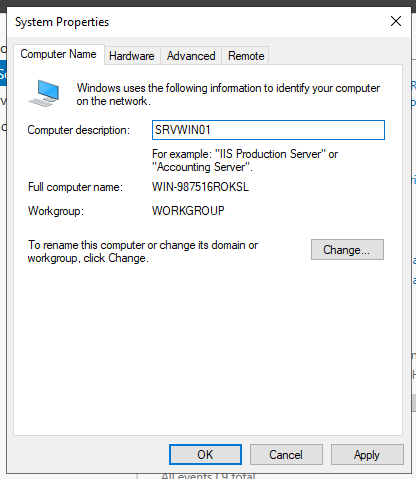 System Properties
Computer Name
Hardware
Advanced
Remote
Windows uses the following information to identify your computer
on the network.
Computer description:
SRVWIN01
For example: "IIS Production Server" or
"Accounting Server".
Full computer name:
WIN-987516ROKSL
Workgroup:
WORKGROUP
To rename this computer or change its domain or
workgroup, click Change.
Change...
OK
Cancel
Apply
All events | 9 total